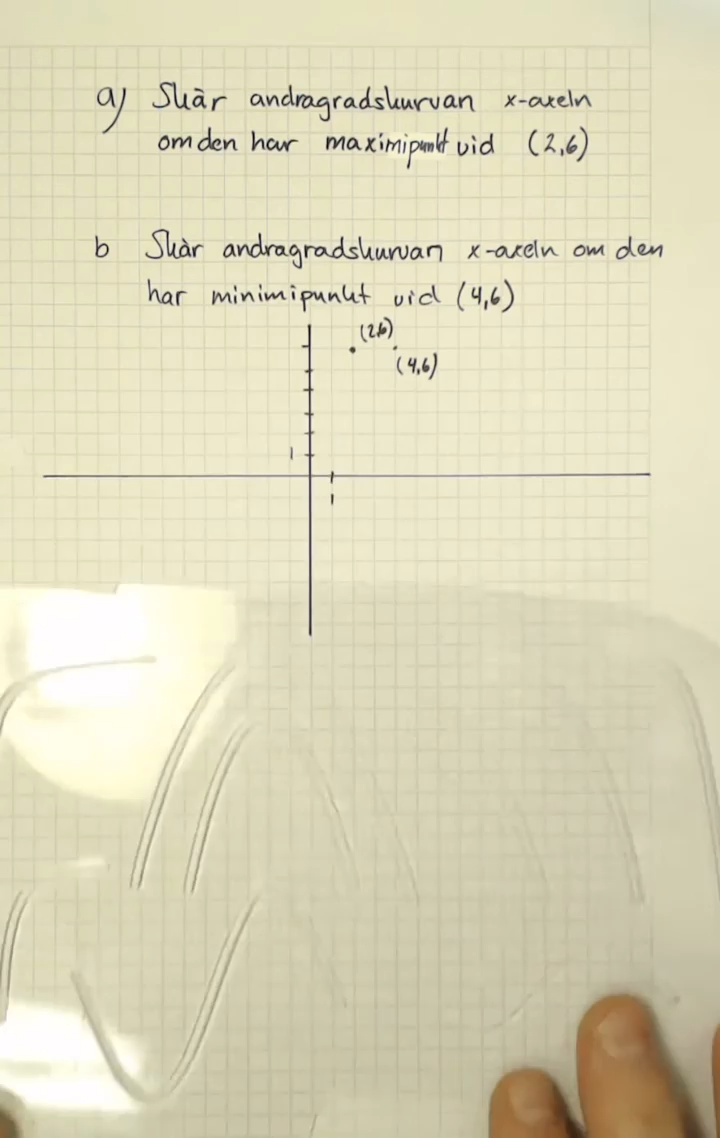 a) Skär andragradskurvan x-axeln
om den har maximipunkt vid (2,6)
b Skär andragradskurvan x-axeln om den
har minimipunkt vid (4,6)
(2,6)
(4,6)
1
1